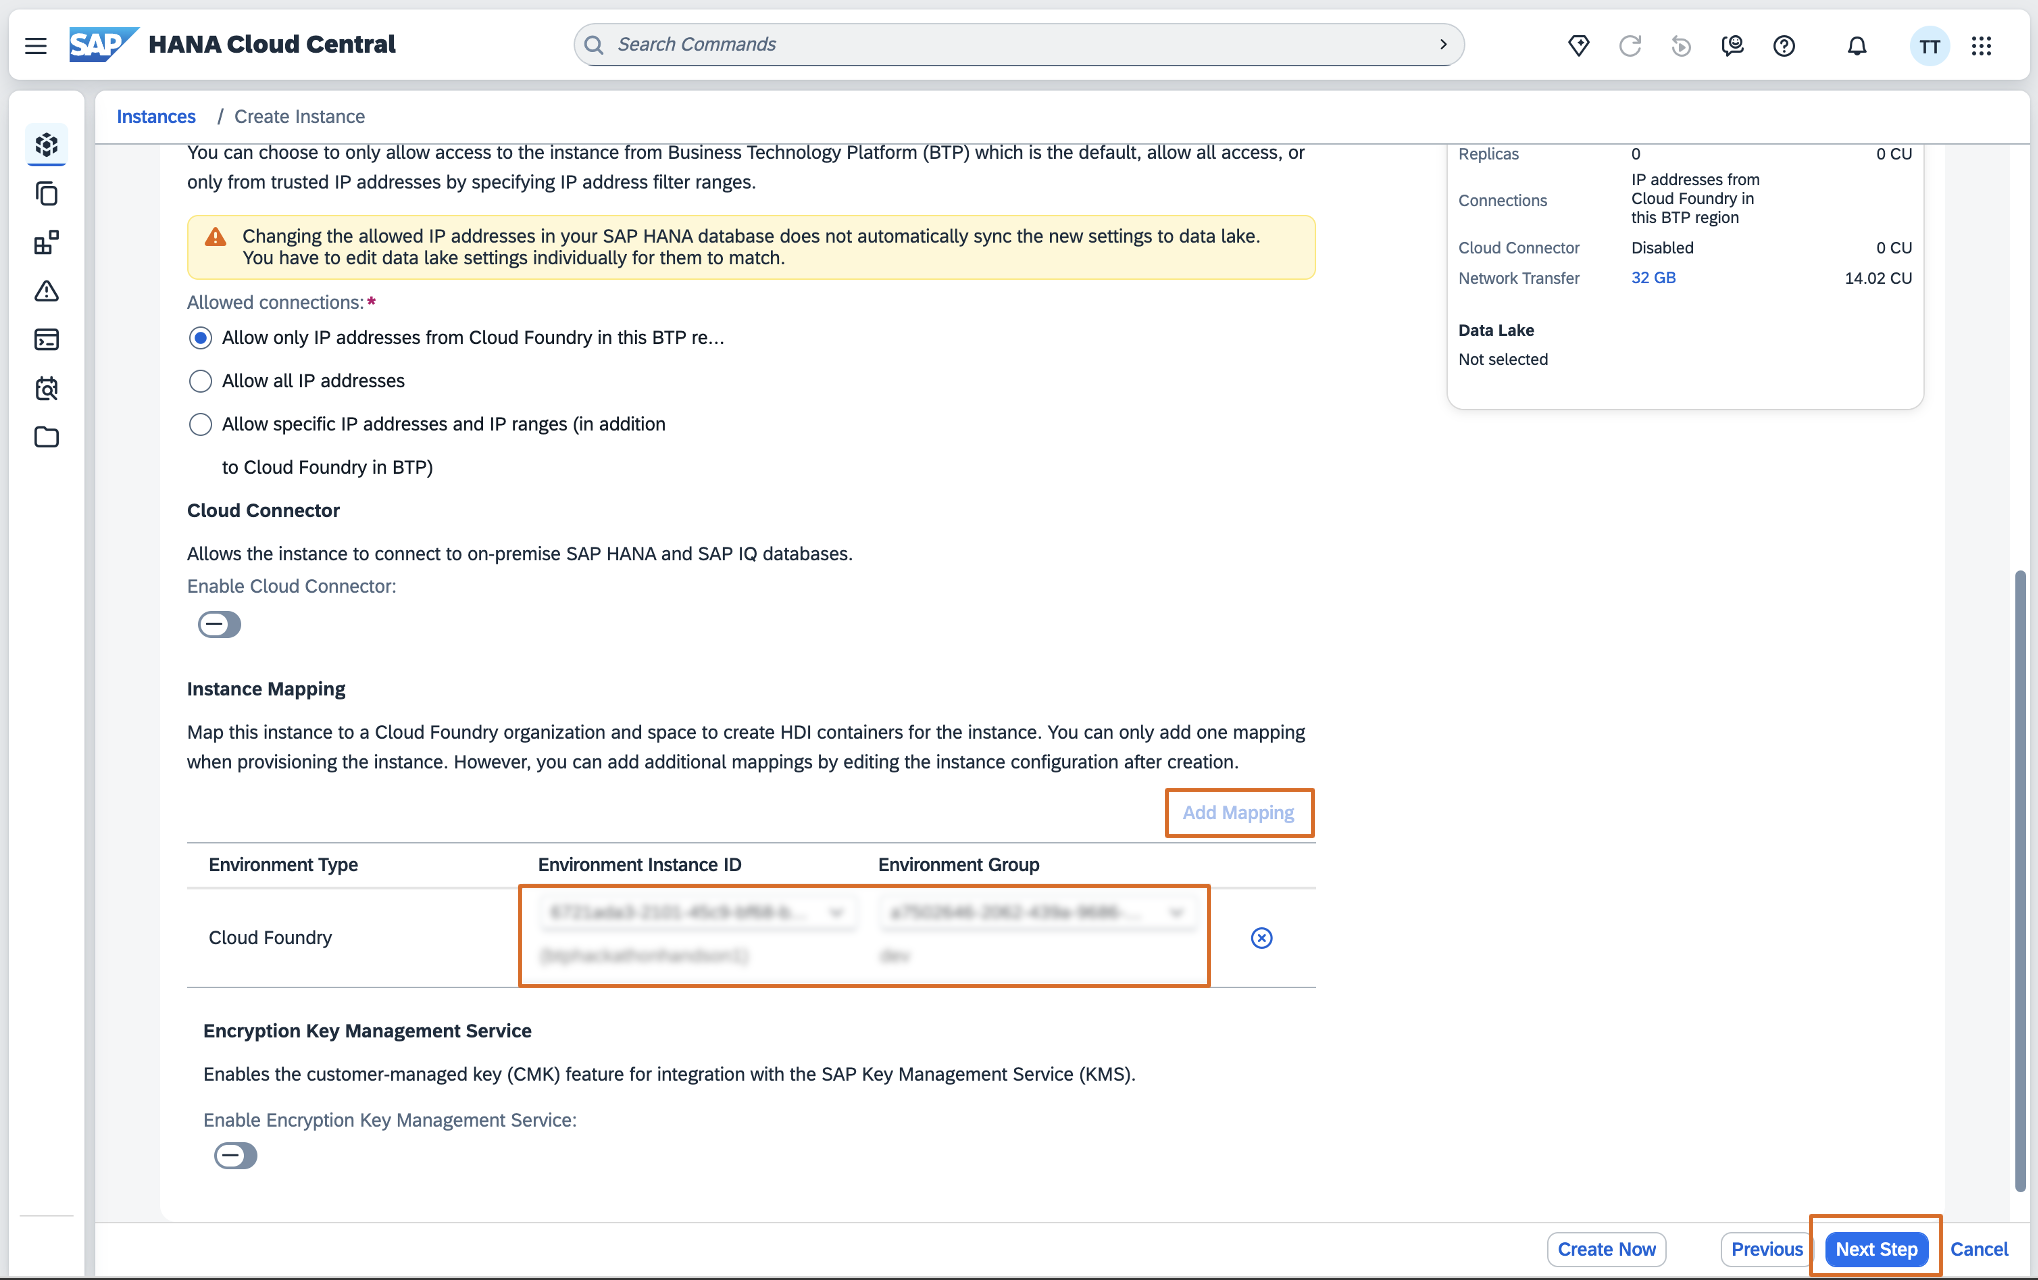 SAP HANA Cloud Central
Search Commands
TT
Instances / Create Instance
You can choose to only allow access to the instance from Business Technology Platform (BTP) which is the default, allow all access, or
only from trusted IP addresses by specifying IP address filter ranges.
Changing the allowed IP addresses in your SAP HANA database does not automatically sync the new settings to data lake.
You have to edit data lake settings individually for them to match.
Allowed connections:*
Allow only IP addresses from Cloud Foundry in this BTP re...
Allow all IP addresses
Allow specific IP addresses and IP ranges (in addition
to Cloud Foundry in BTP)
Cloud Connector
Allows the instance to connect to on-premise SAP HANA and SAP IQ databases.
Enable Cloud Connector:
Instance Mapping
Map this instance to a Cloud Foundry organization and space to create HDI containers for the instance. You can only add one mapping
when provisioning the instance. However, you can add additional mappings by editing the instance configuration after creation.
Add Mapping
Environment Type Environment Instance ID Environment Group
Cloud Foundry
dev
Encryption Key Management Service
Enables the customer-managed key (CMK) feature for integration with the SAP Key Management Service (KMS).
Enable Encryption Key Management Service:
Replicas 0 0 CU
Connections IP addresses from
Cloud Foundry in
this BTP region
Cloud Connector Disabled 0 CU
Network Transfer 32 GB 14.02 CU
Data Lake
Not selected
Create Now Previous Next Step Cancel